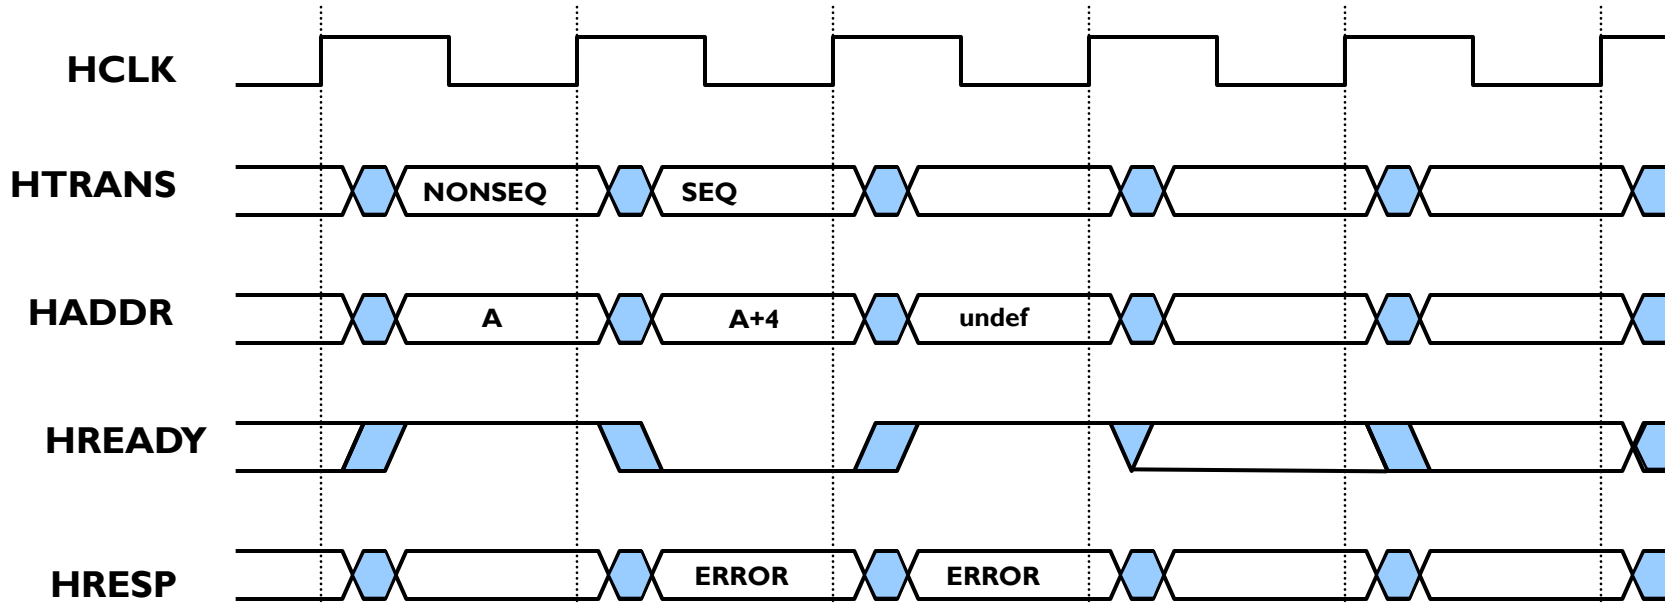 HCLK
HTRANS NONSEQ SEQ
HADDR A A+4 undef
HREADY
HRESP ERROR ERROR